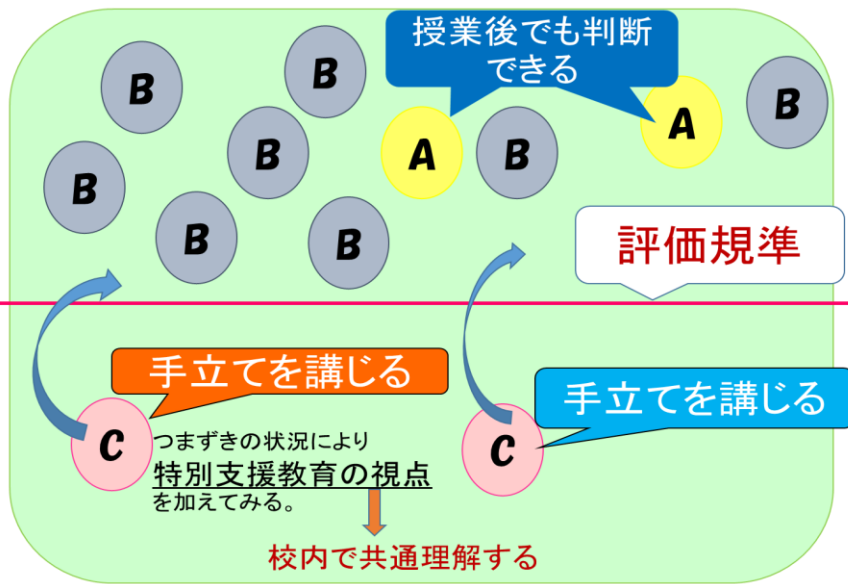 授業後でも判断
できる
B
B
B
A
B
A
B
B
B
B
評価規準
手立てを講じる
手立てを講じる
C
つまずきの状況により
特別支援教育の視点
を加えてみる。
C
校内で共通理解する